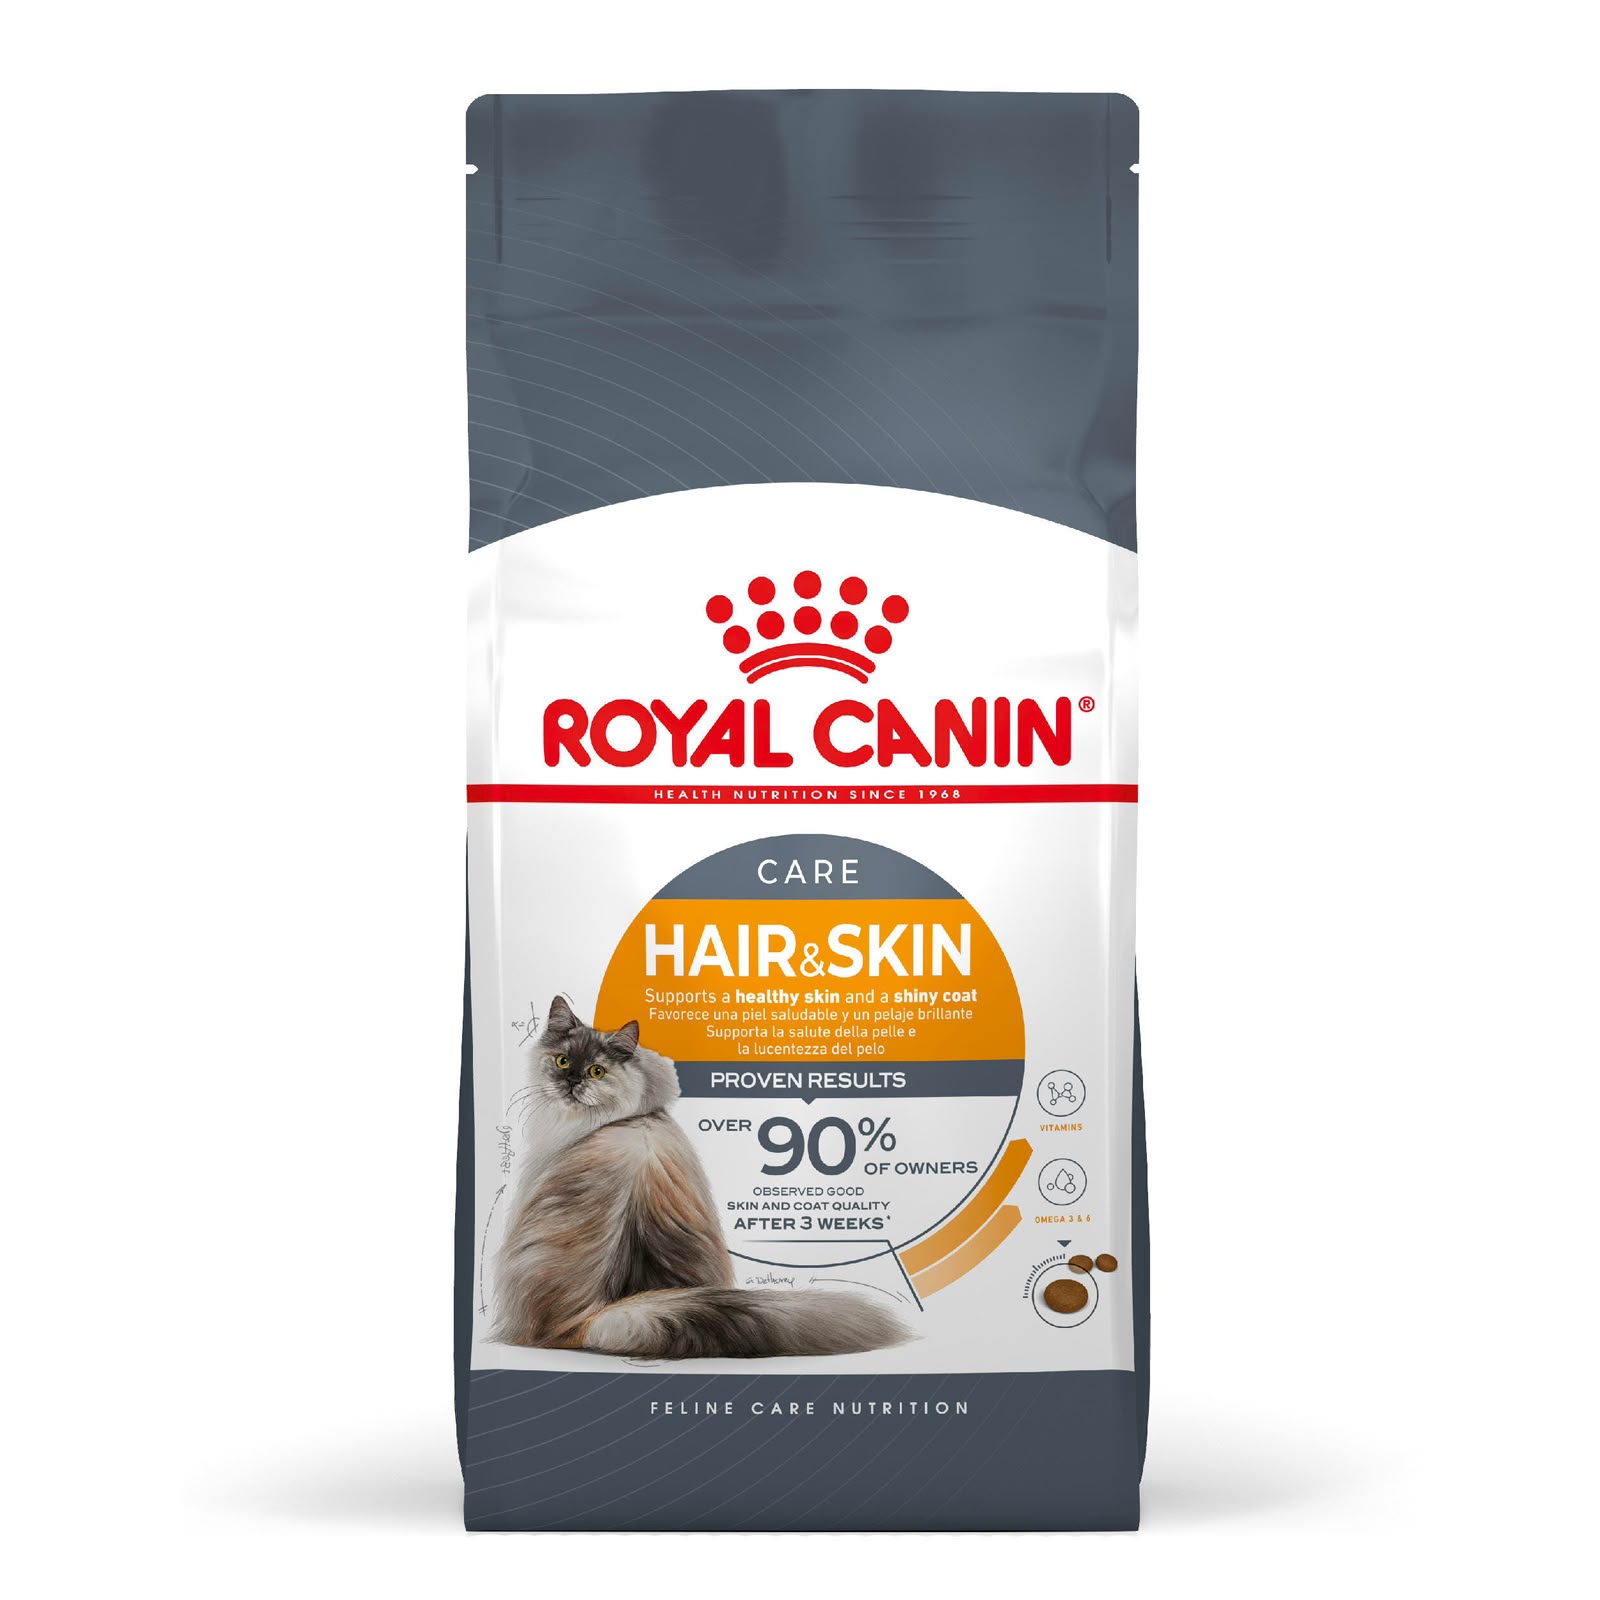 ROYAL CANIN®
HEALTH NUTRITION SINCE 1968
CARE
HAIR&SKIN
Supports a healthy skin and a shiny coat
Favorece una piel saludable y un pelaje brillante
Supporta la salute della pelle e
la lucentezza del pelo
PROVEN RESULTS
OVER 90% OF OWNERS
OBSERVED GOOD
SKIN AND COAT QUALITY
AFTER 3 WEEKS*
VITAMINS
OMEGA 3 & 6
FELINE CARE NUTRITION